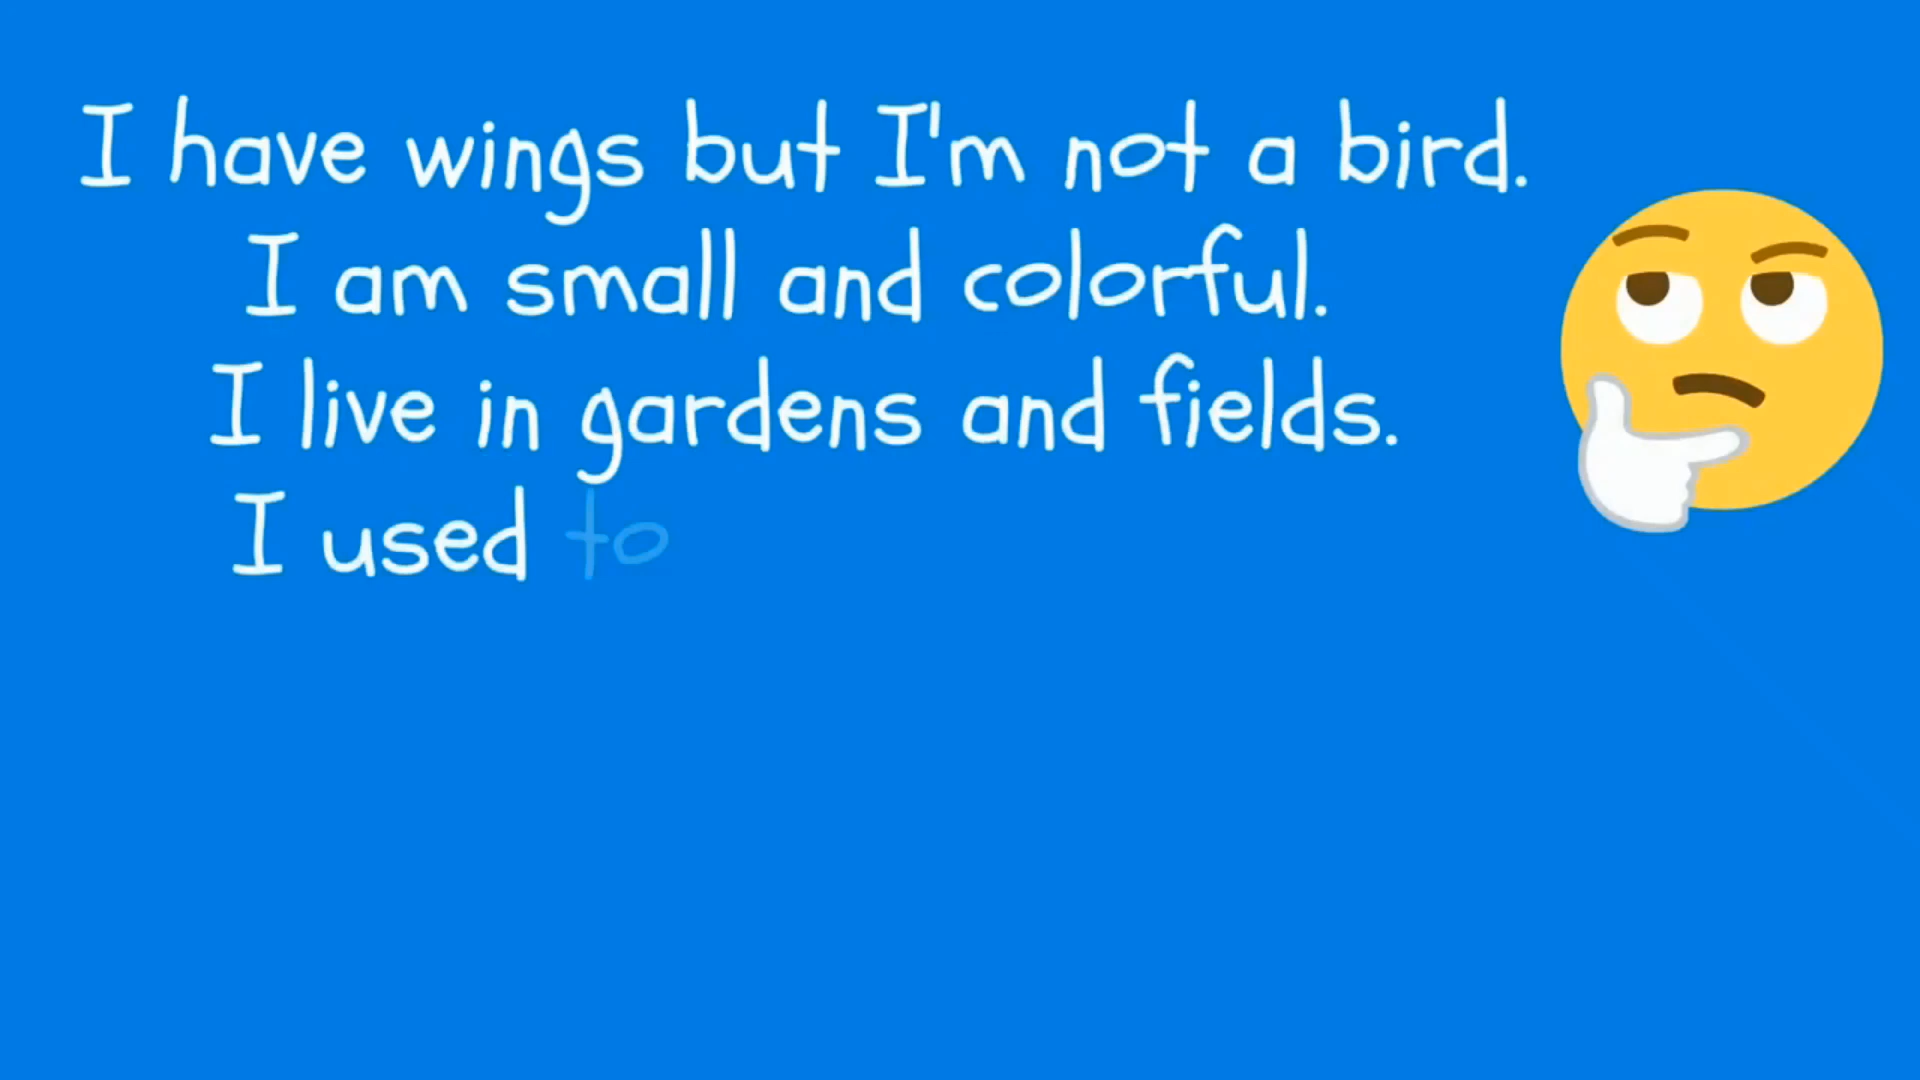 I have wings but I'm not a bird.
I am small and colorful.
I live in gardens and fields.
I used to